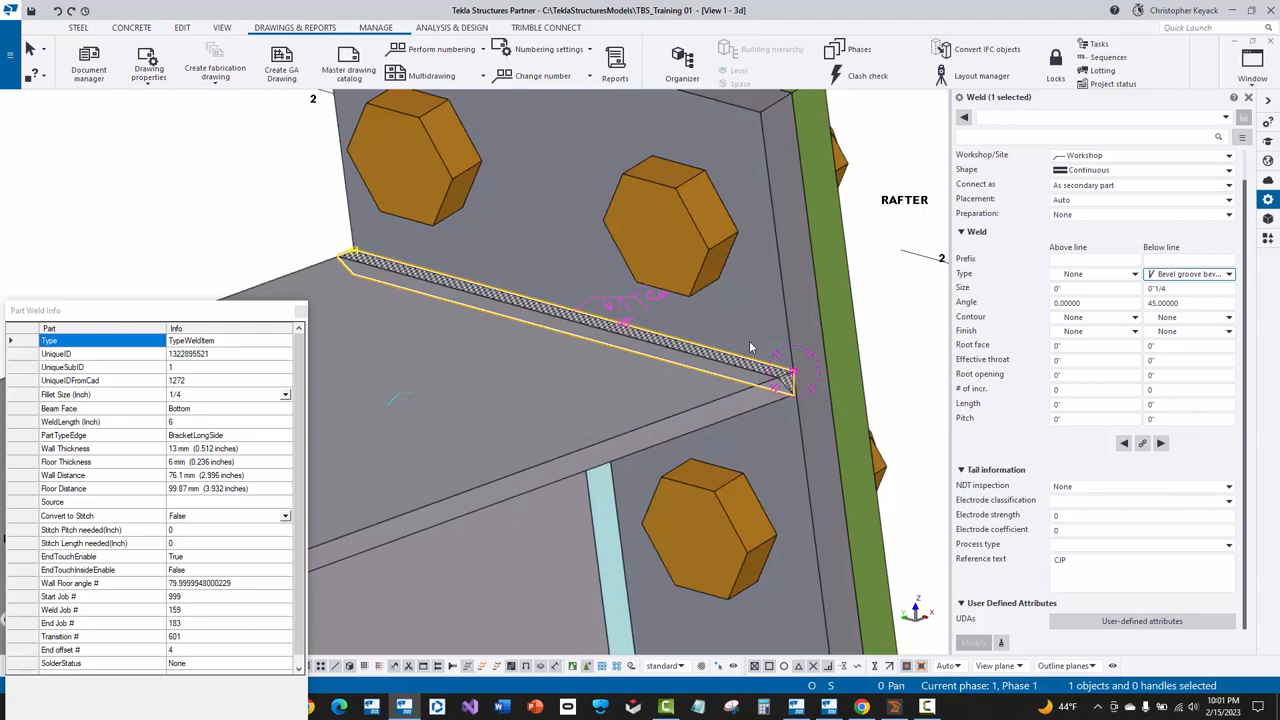 Tekla Structures Partner - C:\TeklaStructuresModels\TBS_Training 01 - [View 1 - 3d]
Christopher Keyack
STEEL
CONCRETE
EDIT
VIEW
DRAWINGS & REPORTS
MANAGE
ANALYSIS & DESIGN
TRIMBLE CONNECT
Quick Launch
Document manager
Drawing properties
Create fabrication drawing
Create GA Drawing
Master drawing catalog
Perform numbering
Multidrawing
Numbering settings
Change number
Reports
Organizer
Building hierarchy
Level
Space
Phases
Clash check
Convert IFC objects
Layout manager
Locks
Tasks
Sequencer
Lotting
Project status
Window
2
RAFTER
2
CJP
Part Weld Info
Part Info
Type TypeWeldItem
UniqueID 1322895521
UniqueSubID 1
UniqueIDFromCad 1272
Fillet Size (Inch) 1/4
Beam Face Bottom
WeldLength (Inch) 6
PartTypeEdge BracketLongSide
Wall Thickness 13 mm (0.512 inches)
Floor Thickness 6 mm (0.236 inches)
Wall Distance 76.1 mm (2.996 inches)
Floor Distance 99.87 mm (3.932 inches)
Source
Convert to Stitch False
Stitch Pitch needed(Inch) 0
Stitch Length needed(Inch) 0
EndTouchEnable True
EndTouchInsideEnable False
Wall Floor angle # 79.9999948000229
Start Job # 999
Weld Job # 159
End Job # 183
Transition # 601
End offset # 4
SolderStatus None
Weld (1 selected)
Workshop/Site Workshop
Shape Continuous
Connect as As secondary part
Placement: Auto
Preparation: None
Weld
Above line Below line
Prefix
Type None Bevel groove bev...
Size 0" 0"1/4
Angle 0.00000 45.00000
Contour None None
Finish None None
Root face 0" 0"
Effective throat 0" 0"
Root opening 0" 0"
# of incr. 0 0
Length 0" 0"
Pitch 0" 0"
Tail information
NDT inspection None
Electrode classification
Electrode strength 0
Electrode coefficient 0
Process type
Reference text CJP
User Defined Attributes
UDAs User-defined attributes
Modify
standard
Auto
View plane
Outline planes
O S 0 Pan Current phase: 1, Phase 1 1 objects and 0 handles selected
10:01 PM
2/15/2023